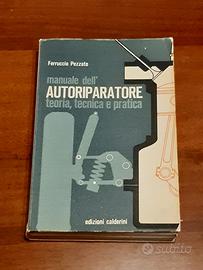 Ferruccio Pezzato
manuale dell'
AUTORIPARATORE
teoria, tecnica e pratica
edizioni calderini
subito